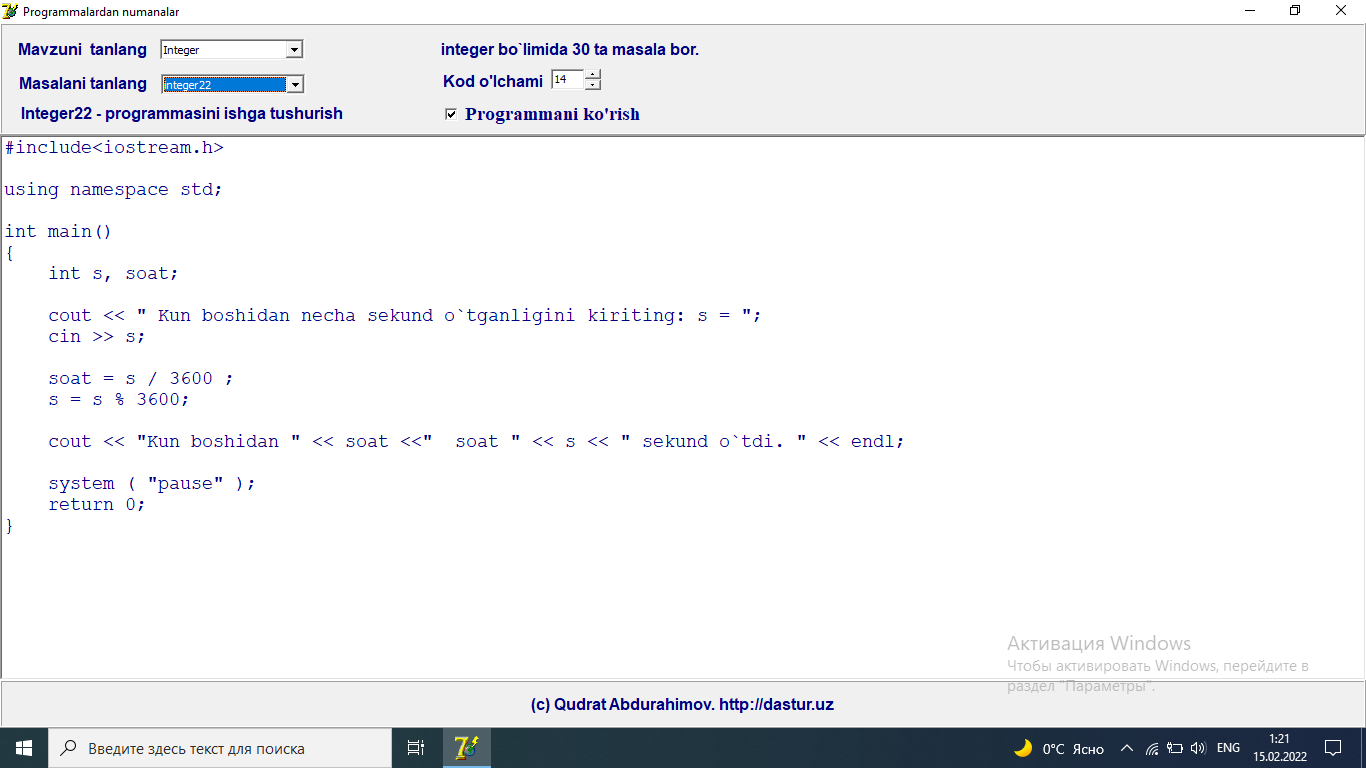 Programmalardan numanalar
Mavzuni  tanlang
Integer
integer bo`limida 30 ta masala bor.
Masalani tanlang
integer22
Kod o'lchami
14
Integer22 - programmasini ishga tushurish
Programmani ko'rish
#include<iostream.h>
using namespace std;
int main()
{
    int s, soat;
    cout << " Kun boshidan necha sekund o`tganligini kiriting: s = ";
    cin >> s;
    soat = s / 3600 ;
    s = s % 3600;
    cout << "Kun boshidan " << soat <<"  soat " << s << " sekund o`tdi. " << endl;
    system ( "pause" );
    return 0;
}
Активация Windows
Чтобы активировать Windows, перейдите в
раздел "Параметры".
(c) Qudrat Abdurahimov. http://dastur.uz
Введите здесь текст для поиска
0°C Ясно
ENG
1:21
15.02.2022